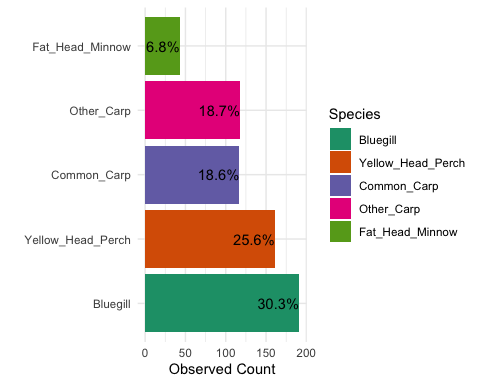 Fat_Head_Minnow
6.8%
Other_Carp
18.7%
Common_Carp
18.6%
Yellow_Head_Perch
25.6%
Bluegill
30.3%
0 50 100 150 200
Observed Count
Species
Bluegill
Yellow_Head_Perch
Common_Carp
Other_Carp
Fat_Head_Minnow